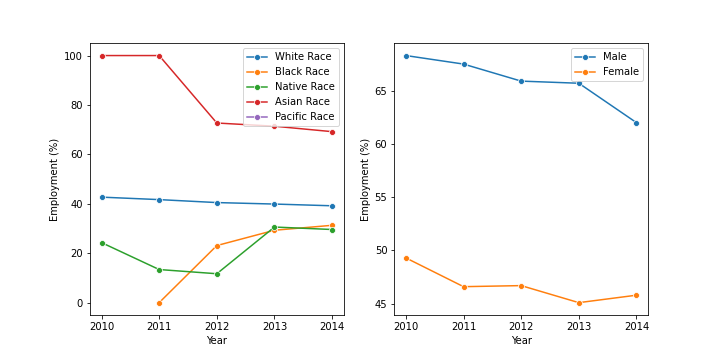 White Race
Black Race
Native Race
Asian Race
Pacific Race
Employment (%)
100
80
60
40
20
0
2010 2011 2012 2013 2014
Year
Male
Female
Employment (%)
65
60
55
50
45
2010 2011 2012 2013 2014
Year